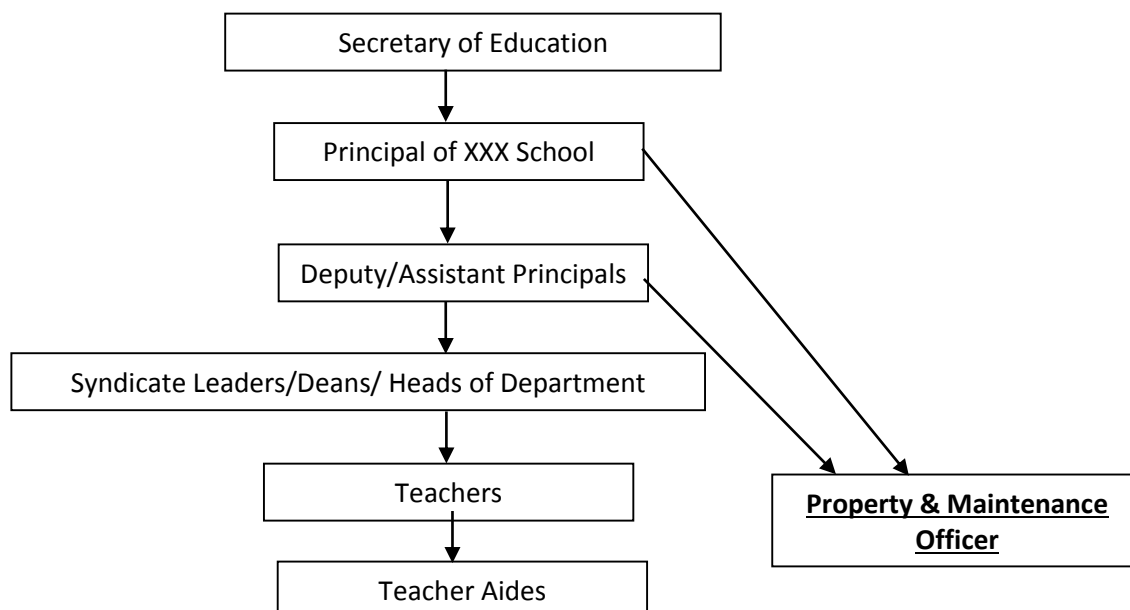 Secretary of Education
Principal of XXX School
Deputy/Assistant Principals
Syndicate Leaders/Deans/ Heads of Department
Teachers
Property & Maintenance
Officer
Teacher Aides